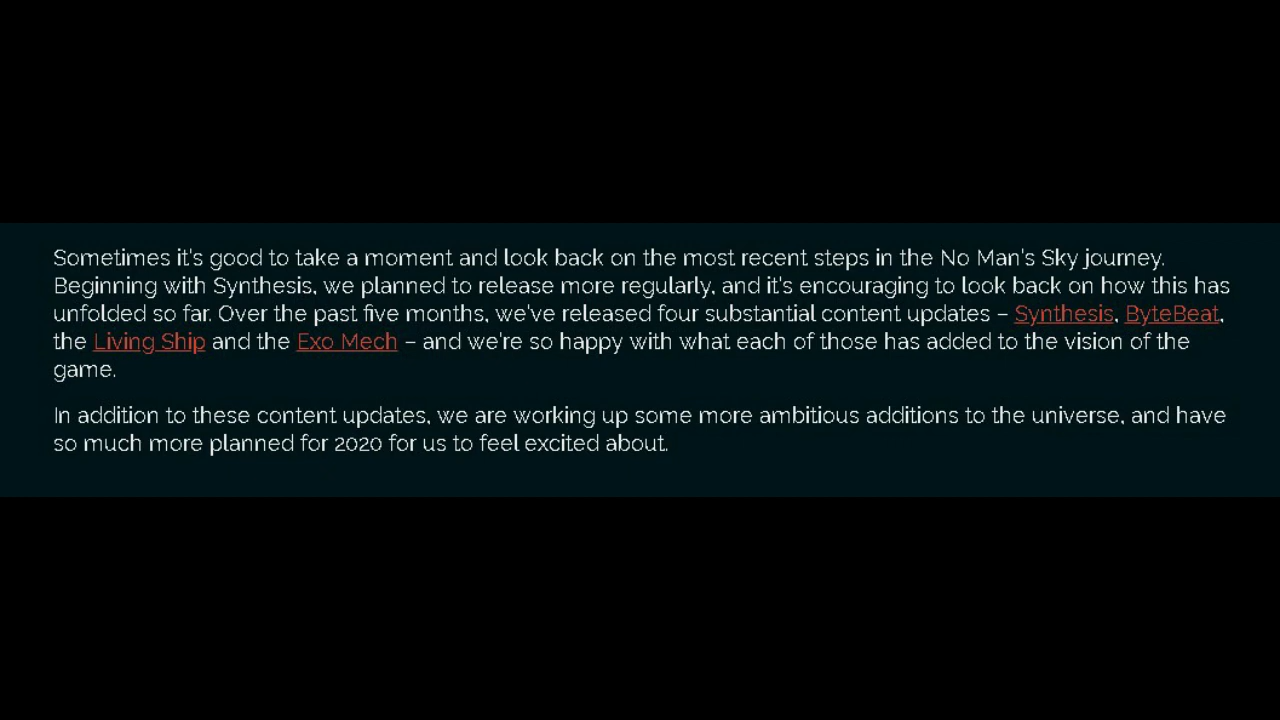 Sometimes it's good to take a moment and look back on the most recent steps in the No Man's Sky journey.
Beginning with Synthesis, we planned to release more regularly, and it's encouraging to look back on how this has
unfolded so far. Over the past five months, we've released four substantial content updates – Synthesis, ByteBeat,
the Living Ship and the Exo Mech – and we're so happy with what each of those has added to the vision of the
game.
In addition to these content updates, we are working up some more ambitious additions to the universe, and have
so much more planned for 2020 for us to feel excited about.